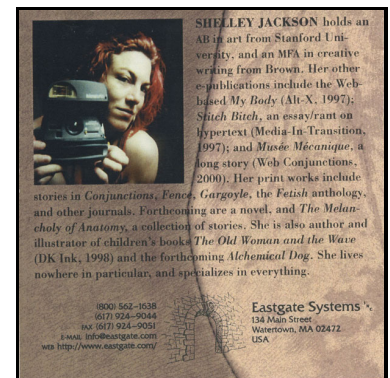 SHELLEY JACKSON holds an
AB in art from Stanford Uni-
versity, and an MFA in creative
writing from Brown. Her other
e-publications include the Web-
based My Body (Alt-X, 1997);
Stitch Bitch, an essay/rant on
hypertext (Media-In-Transition,
1997); and Musée Mécanique, a
long story (Web Conjunctions,
2000). Her print works include
stories in Conjunctions, Fence, Gargoyle, the Fetish anthology,
and other journals. Forthcoming are a novel, and The Melan-
choly of Anatomy, a collection of stories. She is also author and
illustrator of children's books The Old Woman and the Wave
(DK Ink, 1998) and the forthcoming Alchemical Dog. She lives
nowhere in particular, and specializes in everything.
(800) 562-1638
(617) 924-9044
FAX (617) 924-9051
E-MAIL info@eastgate.com
WEB http://www.eastgate.com/
Eastgate Systems
134 Main Street
Watertown, MA 02472
USA